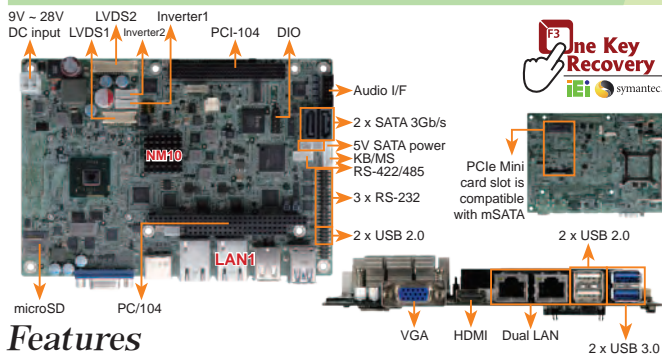 9V ~ 28V
DC input
LVDS2
LVDS1
Inverter1
Inverter2
PCI-104
DIO
Audio I/F
2 x SATA 3Gb/s
5V SATA power
KB/MS
RS-422/485
3 x RS-232
2 x USB 2.0
NM10
LAN1
microSD
PC/104
F3
One Key
Recovery
iEi
symantec.
PCIe Mini
card slot is
compatible
with mSATA
2 x USB 2.0
VGA
HDMI
Dual LAN
2 x USB 3.0
Features